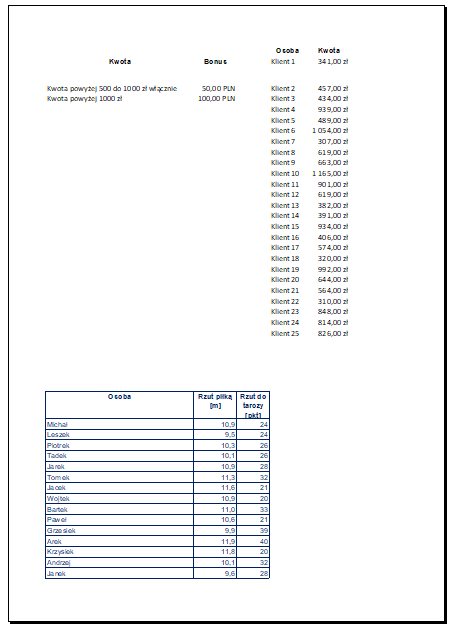 Osoba Kwota
Kwota Bonus Klient 1 341,00 zł
Kwota powyżej 500 do 1000 zł włącznie 50,00 PLN Klient 2 457,00 zł
Kwota powyżej 1000 zł 100,00 PLN Klient 3 434,00 zł
Klient 4 939,00 zł
Klient 5 489,00 zł
Klient 6 1 054,00 zł
Klient 7 307,00 zł
Klient 8 619,00 zł
Klient 9 663,00 zł
Klient 10 1 165,00 zł
Klient 11 901,00 zł
Klient 12 619,00 zł
Klient 13 382,00 zł
Klient 14 391,00 zł
Klient 15 934,00 zł
Klient 16 406,00 zł
Klient 17 574,00 zł
Klient 18 320,00 zł
Klient 19 992,00 zł
Klient 20 644,00 zł
Klient 21 564,00 zł
Klient 22 310,00 zł
Klient 23 848,00 zł
Klient 24 814,00 zł
Klient 25 826,00 zł
Osoba Rzut piłką Rzut do
[m] tarozy
[pkt]
Michał 10,9 24
Leszek 9,5 24
Piotrek 10,3 26
Tadek 10,1 26
Jarek 10,9 28
Tomek 11,3 32
Jacek 11,6 21
Wojtek 10,9 20
Bartek 11,0 33
Paweł 10,6 21
Grzesiek 9,9 39
Arek 11,9 40
Krzysiek 11,8 20
Andrzej 10,1 32
Janek 9,6 28